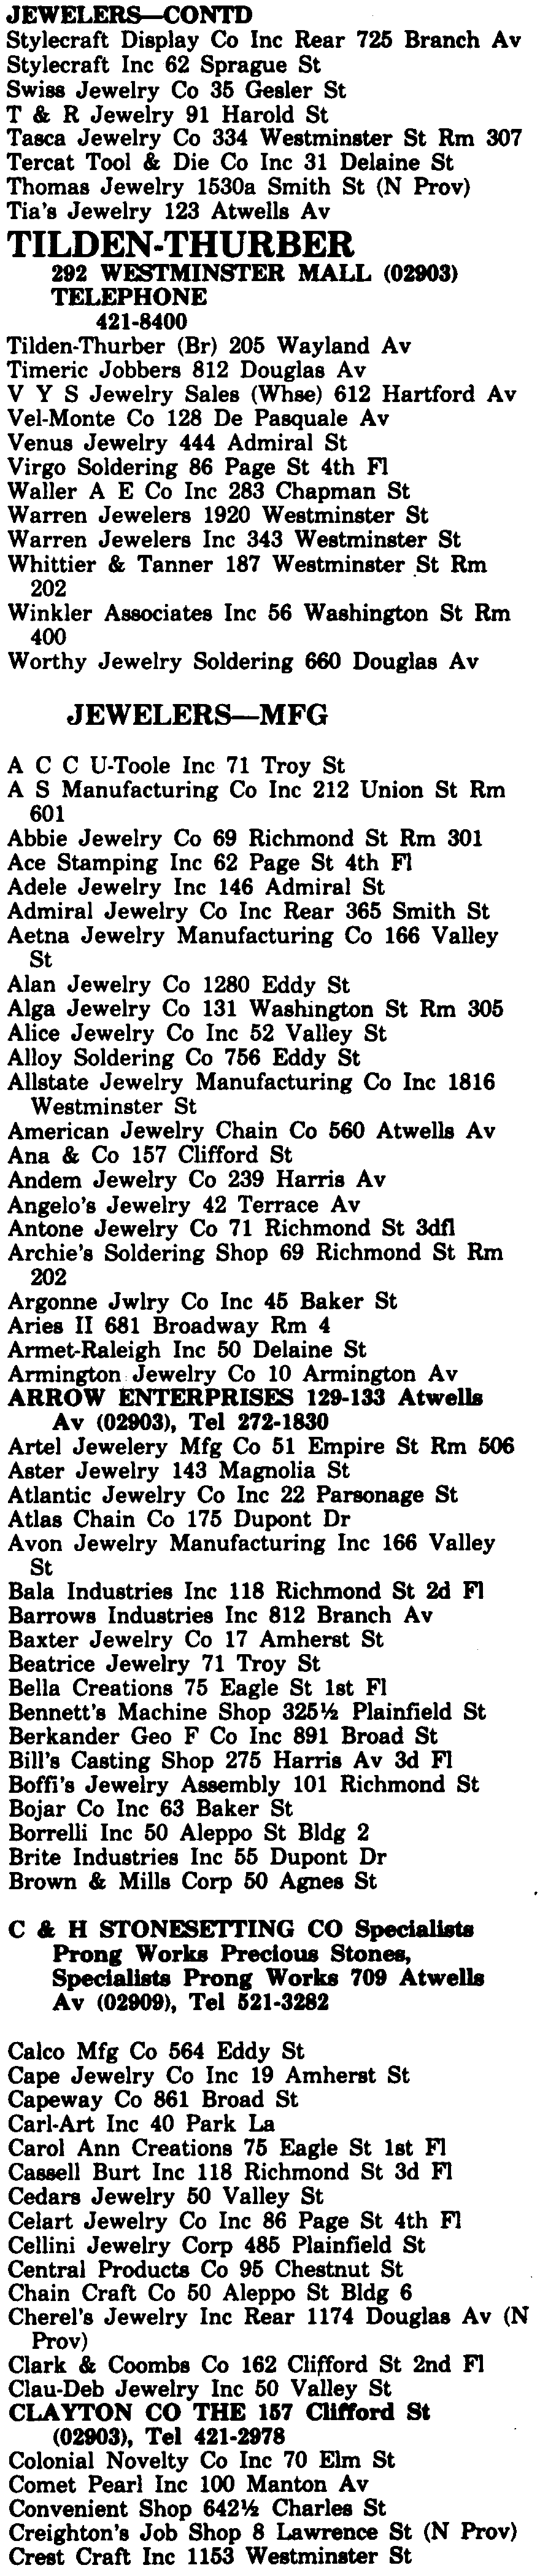 JEWELERS—CONTD
Stylecraft Display Co Inc Rear 725 Branch Av
Stylecraft Inc 62 Sprague St
Swiss Jewelry Co 35 Gesler St
T & R Jewelry 91 Harold St
Tasca Jewelry Co 334 Westminster St Rm 307
Tercat Tool & Die Co Inc 31 Delaine St
Thomas Jewelry 1530a Smith St (N Prov)
Tia's Jewelry 123 Atwells Av
TILDEN-THURBER
292 WESTMINSTER MALL (02903)
TELEPHONE
421-8400
Tilden-Thurber (Br) 205 Wayland Av
Timeric Jobbers 812 Douglas Av
V Y S Jewelry Sales (Whse) 612 Hartford Av
Vel-Monte Co 128 De Pasquale Av
Venus Jewelry 444 Admiral St
Virgo Soldering 86 Page St 4th Fl
Waller A E Co Inc 283 Chapman St
Warren Jewelers 1920 Westminster St
Warren Jewelers Inc 343 Westminster St
Whittier & Tanner 187 Westminster St Rm
202
Winkler Associates Inc 56 Washington St Rm
400
Worthy Jewelry Soldering 660 Douglas Av
JEWELERS—MFG
A C C U-Toole Inc 71 Troy St
A S Manufacturing Co Inc 212 Union St Rm
601
Abbie Jewelry Co 69 Richmond St Rm 301
Ace Stamping Inc 62 Page St 4th Fl
Adele Jewelry Inc 146 Admiral St
Admiral Jewelry Co Inc Rear 365 Smith St
Aetna Jewelry Manufacturing Co 166 Valley
St
Alan Jewelry Co 1280 Eddy St
Alga Jewelry Co 131 Washington St Rm 305
Alice Jewelry Co Inc 52 Valley St
Alloy Soldering Co 756 Eddy St
Allstate Jewelry Manufacturing Co Inc 1816
Westminster St
American Jewelry Chain Co 560 Atwells Av
Ana & Co 157 Clifford St
Andem Jewelry Co 239 Harris Av
Angelo's Jewelry 42 Terrace Av
Antone Jewelry Co 71 Richmond St 3dfl
Archie's Soldering Shop 69 Richmond St Rm
202
Argonne Jwlry Co Inc 45 Baker St
Aries II 681 Broadway Rm 4
Armet-Raleigh Inc 50 Delaine St
Armington Jewelry Co 10 Armington Av
ARROW ENTERPRISES 129-133 Atwells
Av (02903), Tel 272-1830
Artel Jewelery Mfg Co 51 Empire St Rm 506
Aster Jewelry 143 Magnolia St
Atlantic Jewelry Co Inc 22 Parsonage St
Atlas Chain Co 175 Dupont Dr
Avon Jewelry Manufacturing Inc 166 Valley
St
Bala Industries Inc 118 Richmond St 2d Fl
Barrows Industries Inc 812 Branch Av
Baxter Jewelry Co 17 Amherst St
Beatrice Jewelry 71 Troy St
Bella Creations 75 Eagle St 1st Fl
Bennett's Machine Shop 325½ Plainfield St
Berkander Geo F Co Inc 891 Broad St
Bill's Casting Shop 275 Harris Av 3d Fl
Boffi's Jewelry Assembly 101 Richmond St
Bojar Co Inc 63 Baker St
Borrelli Inc 50 Aleppo St Bldg 2
Brite Industries Inc 55 Dupont Dr
Brown & Mills Corp 50 Agnes St
C & H STONESETTING CO Specialists
Prong Works Precious Stones,
Specialists Prong Works 709 Atwells
Av (02909), Tel 521-3282
Calco Mfg Co 564 Eddy St
Cape Jewelry Co Inc 19 Amherst St
Capeway Co 861 Broad St
Carl-Art Inc 40 Park La
Carol Ann Creations 75 Eagle St 1st Fl
Cassell Burt Inc 118 Richmond St 3d Fl
Cedars Jewelry 50 Valley St
Celart Jewelry Co Inc 86 Page St 4th Fl
Cellini Jewelry Corp 485 Plainfield St
Central Products Co 95 Chestnut St
Chain Craft Co 50 Aleppo St Bldg 6
Cherel's Jewelry Inc Rear 1174 Douglas Av (N
Prov)
Clark & Coombs Co 162 Clifford St 2nd Fl
Clau-Deb Jewelry Inc 50 Valley St
CLAYTON CO THE 157 Clifford St
(02903), Tel 421-2978
Colonial Novelty Co Inc 70 Elm St
Comet Pearl Inc 100 Manton Av
Convenient Shop 642½ Charles St
Creighton's Job Shop 8 Lawrence St (N Prov)
Crest Craft Inc 1153 Westminster St